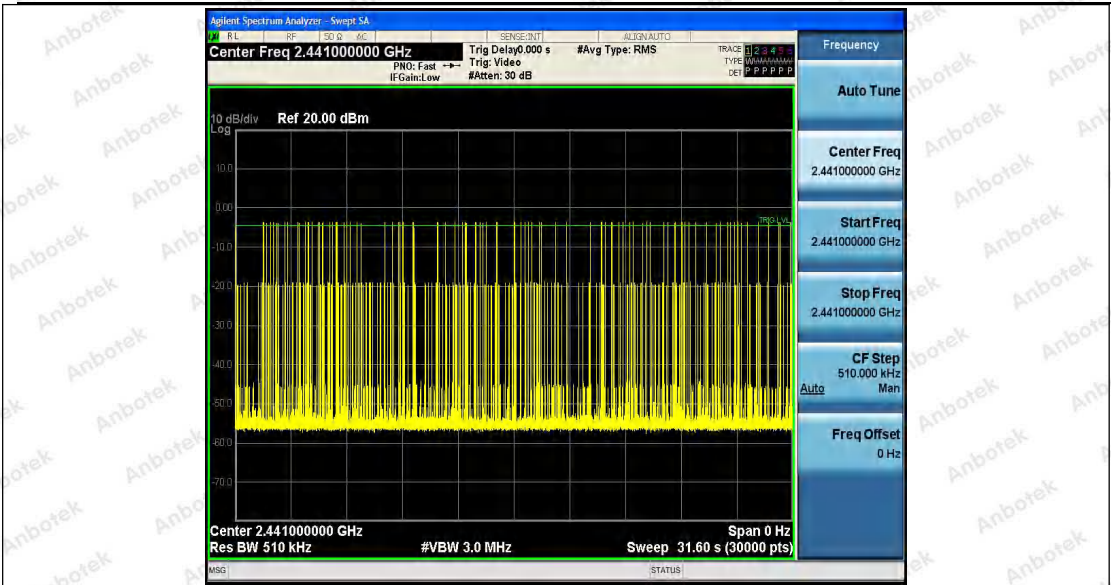 Agilent Spectrum Analyzer - Swept SA
RL RF 50 Ω AC SENSE:INT ALIGNAUTO
Center Freq 2.441000000 GHz
PNO: Fast
IFGain:Low
Trig Delay0.000 s
Trig: Video
#Atten: 30 dB
#Avg Type: RMS
TRACE 1 2 3 4 5 6
TYPE
DET P P P P P P
10 dB/div Ref 20.00 dBm
Log
10.0
0.00
TRIG LVL
-10.0
-20.0
-30.0
-40.0
-50.0
-60.0
-70.0
Center 2.441000000 GHz Span 0 Hz
Res BW 510 kHz #VBW 3.0 MHz Sweep 31.60 s (30000 pts)
MSG STATUS
Frequency
Auto Tune
Center Freq
2.441000000 GHz
Start Freq
2.441000000 GHz
Stop Freq
2.441000000 GHz
CF Step
510.000 kHz
Auto Man
Freq Offset
0 Hz
Anbotek